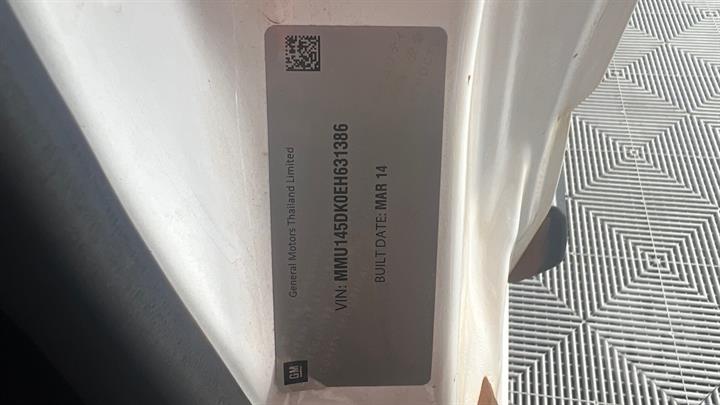 GM
General Motors Thailand Limited
VIN: MMU145DK0EH631386
BUILT DATE: MAR 14